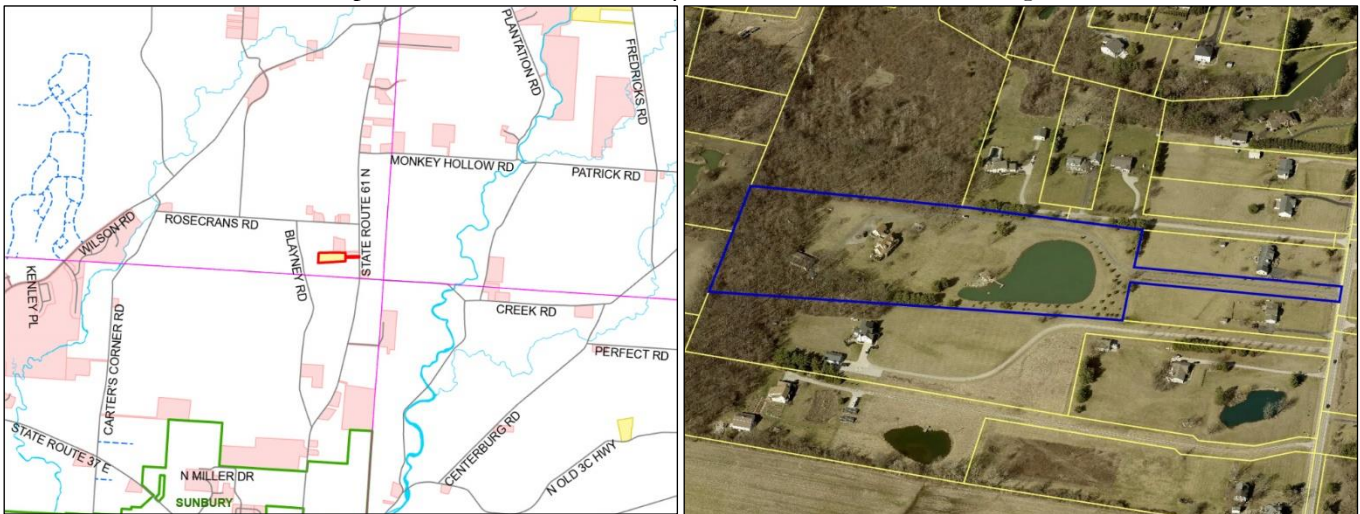 PLANTATION RD
FREDRICKS RD
MONKEY HOLLOW RD
PATRICK RD
STATE ROUTE 61 N
ROSECRANS RD
WILSON RD
BLAYNEY RD
KENLEY PL
CREEK RD
CARTER'S CORNER RD
PERFECT RD
STATE ROUTE 37 E
CENTERBURG RD
N OLD 3C HWY
N MILLER DR
SUNBURY